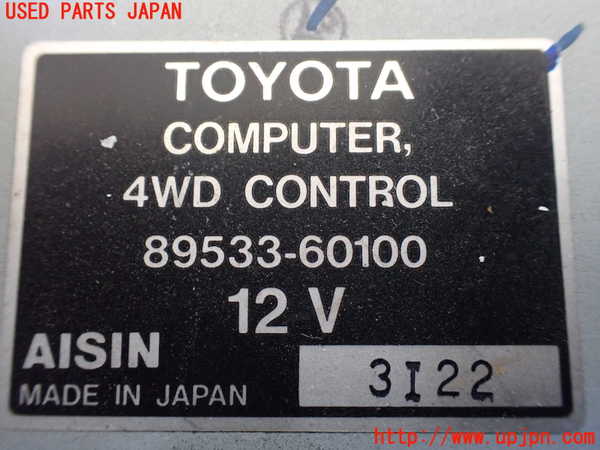 USED PARTS JAPAN
TOYOTA
COMPUTER,
4WD CONTROL
89533-60100
12 V
AISIN
MADE IN JAPAN
3I22
http://www.upjpn.com/